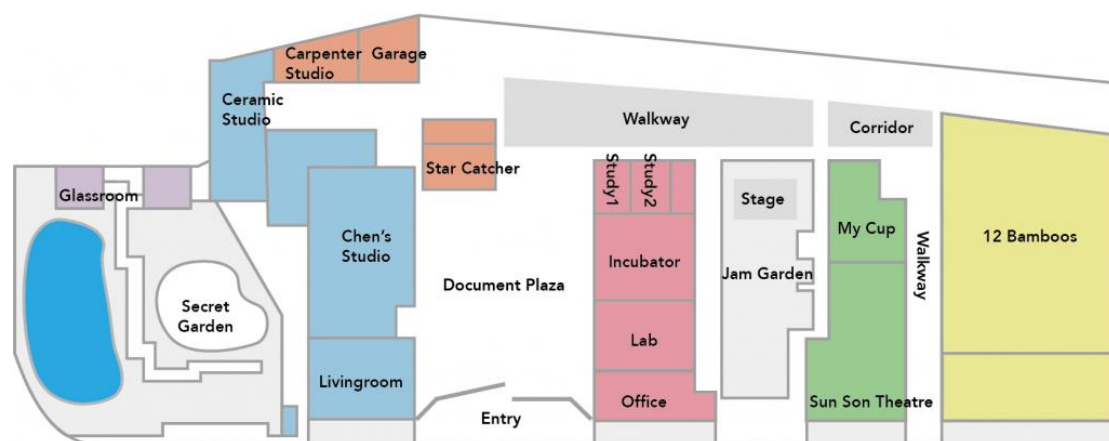 Carpenter
Studio
Garage
Ceramic
Studio
Walkway
Corridor
Star Catcher
Study1
Study2
Glassroom
Stage
My Cup
Chen's
Studio
12 Bamboos
Incubator
Walkway
Jam Garden
Document Plaza
Secret
Garden
Lab
Livingroom
Office
Sun Son Theatre
Entry